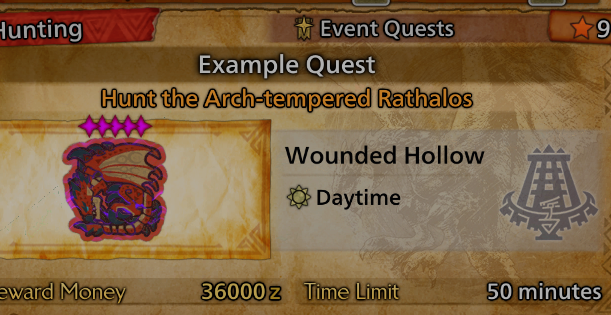 Hunting
Event Quests
9
Example Quest
Hunt the Arch-tempered Rathalos
Wounded Hollow
Daytime
eward Money 36000z Time Limit 50 minutes